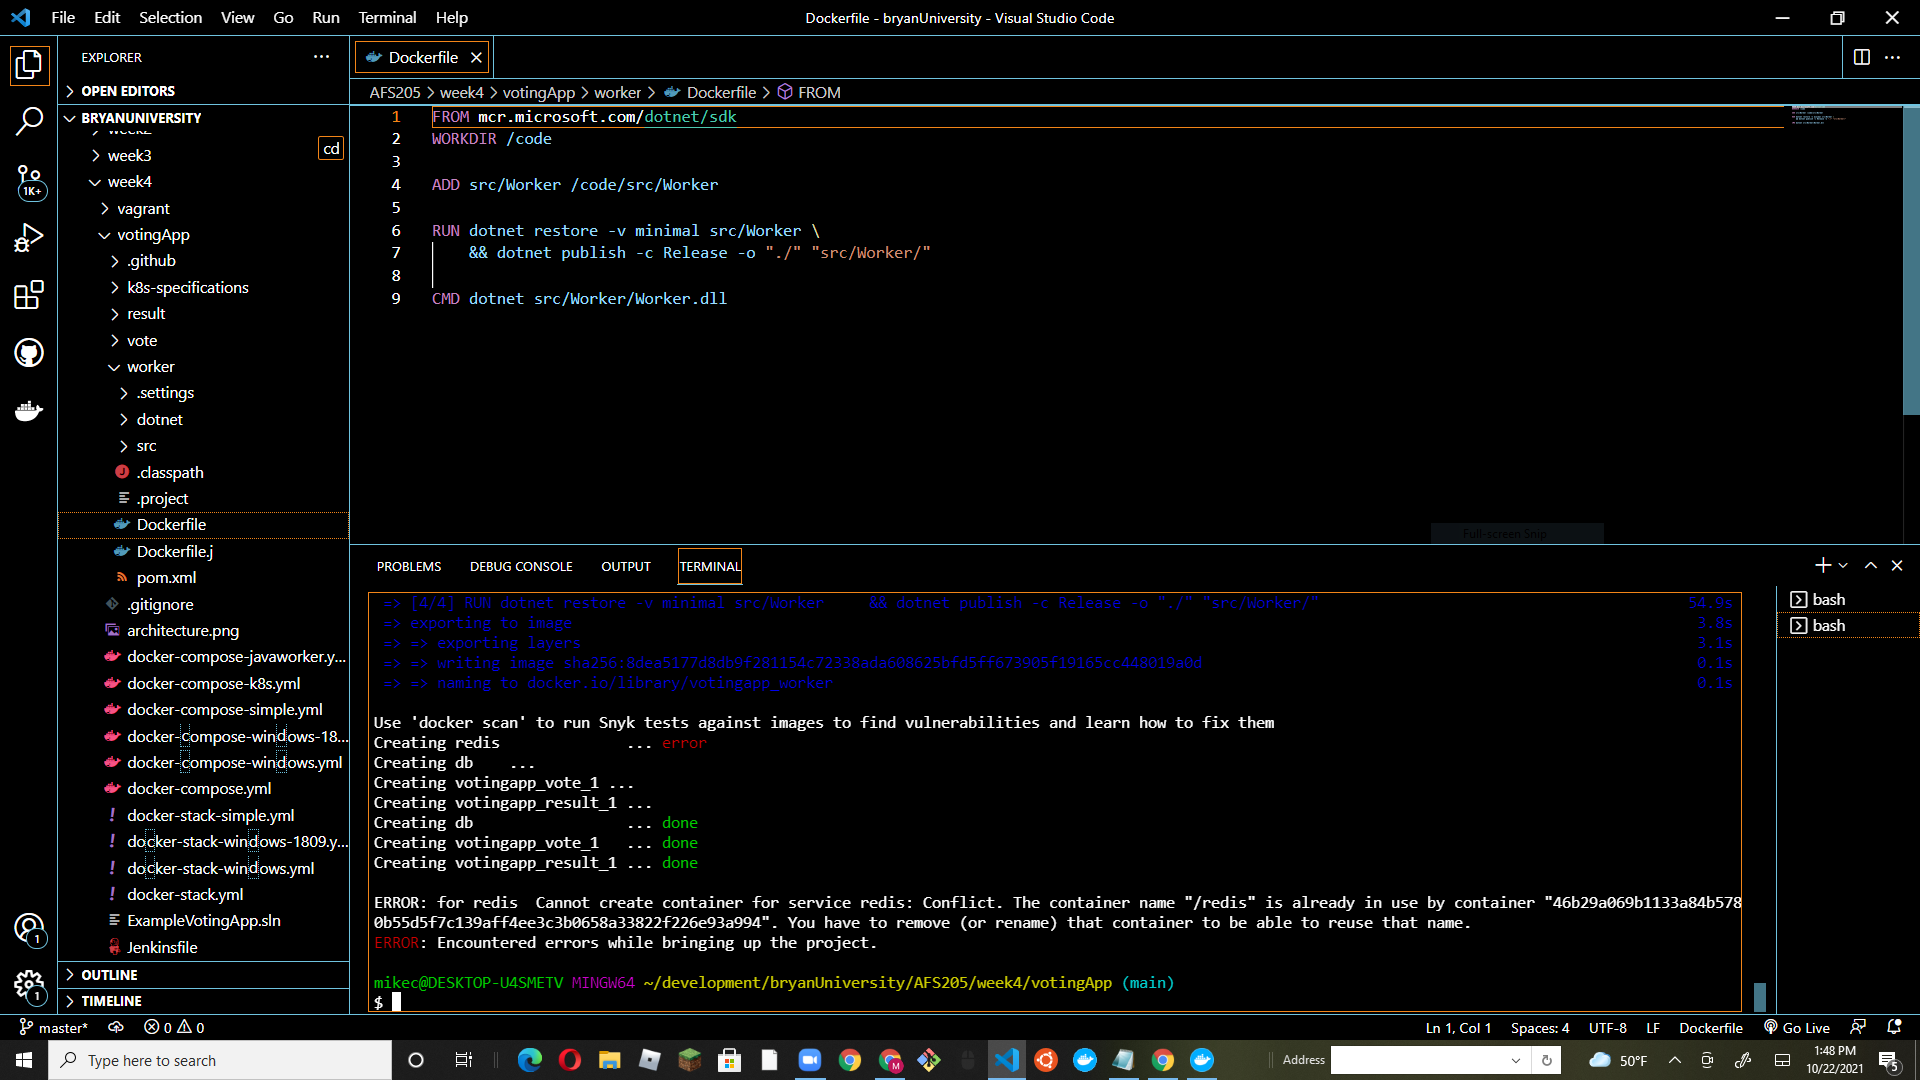 File Edit Selection View Go Run Terminal Help
Dockerfile - bryanUniversity - Visual Studio Code
EXPLORER
OPEN EDITORS
BRYANUNIVERSITY
week2
week3
cd
week4
vagrant
votingApp
.github
k8s-specifications
result
vote
worker
.settings
dotnet
src
.classpath
.project
Dockerfile
Dockerfile.j
pom.xml
.gitignore
architecture.png
docker-compose-javaworker.y...
docker-compose-k8s.yml
docker-compose-simple.yml
docker-compose-windows-18...
docker-compose-windows.yml
docker-compose.yml
docker-stack-simple.yml
docker-stack-windows-1809.y...
docker-stack-windows.yml
docker-stack.yml
ExampleVotingApp.sln
Jenkinsfile
OUTLINE
TIMELINE
1K+
1
1
Dockerfile
AFS205 > week4 > votingApp > worker > Dockerfile > FROM
1 FROM mcr.microsoft.com/dotnet/sdk
2 WORKDIR /code
3
4 ADD src/Worker /code/src/Worker
5
6 RUN dotnet restore -v minimal src/Worker \
7 && dotnet publish -c Release -o "./" "src/Worker/"
8
9 CMD dotnet src/Worker/Worker.dll
Full-screen Snip
PROBLEMS DEBUG CONSOLE OUTPUT TERMINAL
=> [4/4] RUN dotnet restore -v minimal src/Worker && dotnet publish -c Release -o "./" "src/Worker/" 54.9s
=> exporting to image 3.8s
=> => exporting layers 3.1s
=> => writing image sha256:8dea5177d8db9f281154c72338ada608625bfd5ff673905f19165cc448019a0d 0.1s
=> => naming to docker.io/library/votingapp_worker 0.1s
Use 'docker scan' to run Snyk tests against images to find vulnerabilities and learn how to fix them
Creating redis ... error
Creating db ...
Creating votingapp_vote_1 ...
Creating votingapp_result_1 ...
Creating db ... done
Creating votingapp_vote_1 ... done
Creating votingapp_result_1 ... done
ERROR: for redis Cannot create container for service redis: Conflict. The container name "/redis" is already in use by container "46b29a069b1133a84b578
0b55d5f7c139aff4ee3c3b0658a33822f226e93a994". You have to remove (or rename) that container to be able to reuse that name.
ERROR: Encountered errors while bringing up the project.
mikec@DESKTOP-U4SMETV MINGW64 ~/development/bryanUniversity/AFS205/week4/votingApp (main)
$
bash
bash
master* 0 0
Ln 1, Col 1 Spaces: 4 UTF-8 LF Dockerfile Go Live
Type here to search
M
Address
50°F
1:48 PM
10/22/2021
5